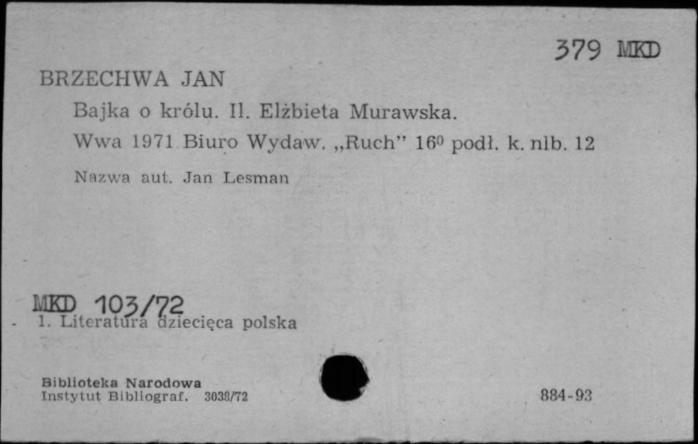 379 MKD
BRZECHWA JAN
Bajka o królu. Il. Elżbieta Murawska.
Wwa 1971 Biuro Wydaw. „Ruch” 16⁰ podł. k. nlb. 12
Nazwa aut. Jan Lesman
MKD 103/72
1. Literatura dziecięca polska
Biblioteka Narodowa
Instytut Bibliograf. 3038/72
884-93